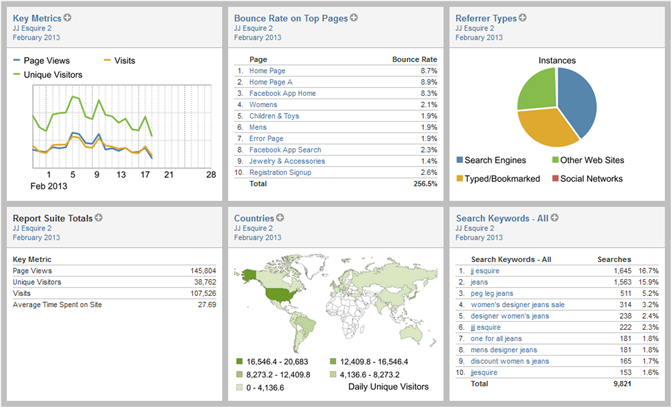 Key Metrics
JJ Esquire 2
February 2013
Page Views
Visits
Unique Visitors
1 5 9 13 17 21 28
Feb 2013
Bounce Rate on Top Pages
JJ Esquire 2
February 2013
Page Bounce Rate
1. Home Page 8.7%
2. Home Page A 8.9%
3. Facebook App Home 8.3%
4. Womens 2.1%
5. Children & Toys 1.9%
6. Mens 1.9%
7. Error Page 1.9%
8. Facebook App Search 2.3%
9. Jewelry & Accessories 1.4%
10. Registration Signup 2.6%
Total 256.5%
Referrer Types
JJ Esquire 2
February 2013
Instances
Search Engines
Other Web Sites
Typed/Bookmarked
Social Networks
Report Suite Totals
JJ Esquire 2
February 2013
Key Metric
Page Views 145,804
Unique Visitors 38,762
Visits 107,526
Average Time Spent on Site 27.69
Countries
JJ Esquire 2
February 2013
16,546.4 - 20,683
12,409.8 - 16,546.4
8,273.2 - 12,409.8
4,136.6 - 8,273.2
0 - 4,136.6
Daily Unique Visitors
Search Keywords - All
JJ Esquire 2
February 2013
Search Keywords - All Searches
1. jj esquire 1,645 16.7%
2. jeans 1,563 15.9%
3. peg leg jeans 511 5.2%
4. women's designer jeans sale 314 3.2%
5. designer women's jeans 238 2.4%
6. jjj esquire 222 2.3%
7. one for all jeans 181 1.8%
8. mens designer jeans 181 1.8%
9. discount women s jeans 165 1.7%
10. jjesquire 153 1.6%
Total 9,821